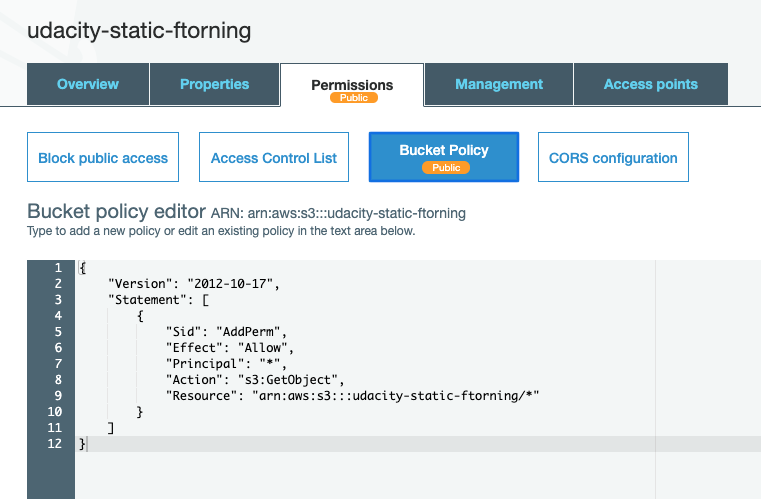 udacity-static-ftorning
Overview Properties Permissions Management Access points
Public
Block public access Access Control List Bucket Policy CORS configuration
Public
Bucket policy editor ARN: arn:aws:s3:::udacity-static-ftorning
Type to add a new policy or edit an existing policy in the text area below.
1 {
2 "Version": "2012-10-17",
3 "Statement": [
4 {
5 "Sid": "AddPerm",
6 "Effect": "Allow",
7 "Principal": "*",
8 "Action": "s3:GetObject",
9 "Resource": "arn:aws:s3:::udacity-static-ftorning/*"
10 }
11 ]
12 }